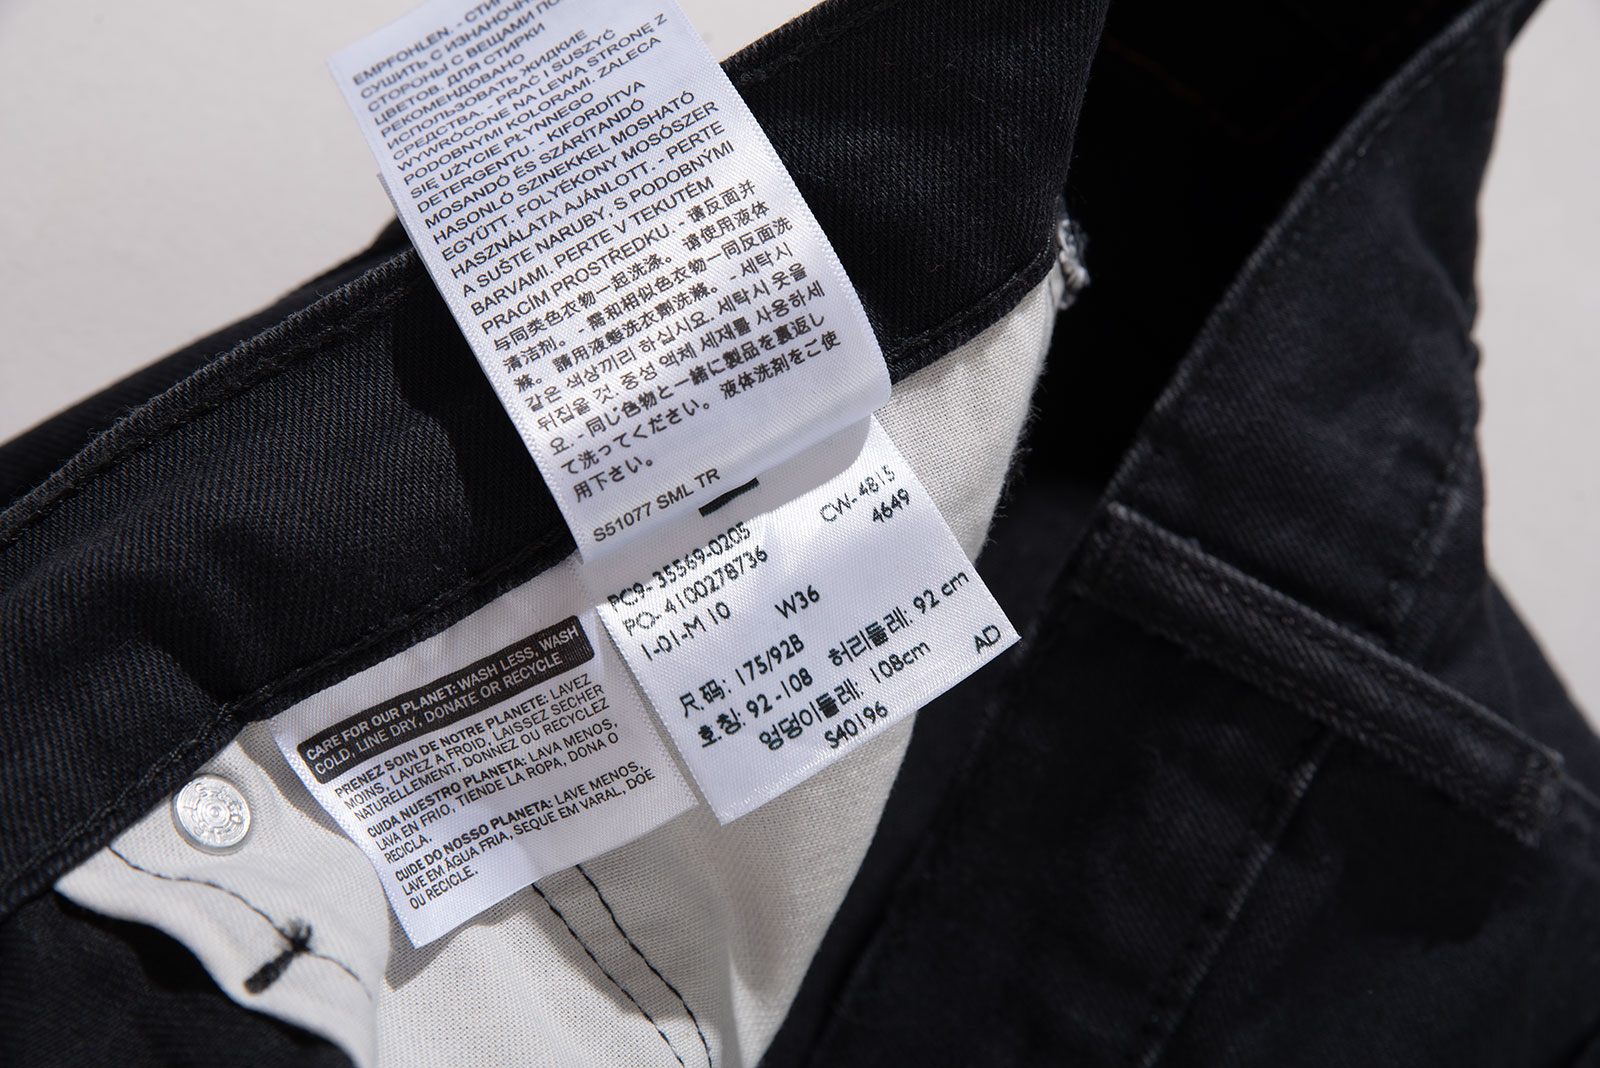 EMPFOHLEN. - СТИР
СУШИТЬ С ИЗНАНОЧН
СТОРОНЫ С ВЕЩАМИ ПО
ЦВЕТОВ. ДЛЯ СТИРКИ
РЕКОМЕНДОВАНО
ИСПОЛЬЗОВАТЬ ЖИДКИЕ
СРЕДСТВА. - PRAĆ I SUSZYĆ
WYWRÓCONE NA LEWA STRONĘ Z
PODOBNYMI KOLORAMI. ZALECA
SIĘ UŻYCIE PŁYNNEGO
DETERGENTU. - KIFORDÍTVA
MOSANDÓ ÉS SZÁRÍTANDÓ
HASONLÓ SZINEKKEL MOSHATÓ
EGYÜTT. FOLYÉKONY MOSÓSZER
HASZNÁLATA AJÁNLOTT. - PERTE
A SUŠTE NARUBY, S PODOBNÝMI
BARVAMI. PERTE V TEKUTÉM
PRACÍM PROSTŘEDKU. - 请反面并
与同类色衣物一起洗涤。 请使用液体
清洁剂。 - 需和相似色衣物一同反面洗
滌。 請用液態洗衣劑洗滌。 - 세탁시
같은 색상끼리 하십시요. 세탁시 옷을
뒤집을 것. 중성 액체 세제를 사용하세
요. - 同じ色物と一緒に製品を裏返し
て洗ってください。 液体洗剤をご使
用下さい。
S51077 SML TR
PC9- 35569-0205 CW- 4815
PO- 4100278736 4649
1-01-M 10 W36
尺码: 175/92B
호칭: 92 -108 허리둘레: 92 cm
엉덩이둘레: 108cm AD
S40196
CARE FOR OUR PLANET: WASH LESS, WASH
COLD, LINE DRY, DONATE OR RECYCLE.
PRENEZ SOIN DE NOTRE PLANETE: LAVEZ
MOINS, LAVEZ A FROID, LAISSEZ SECHER
NATURELLEMENT, DONNEZ OU RECYCLEZ
CUIDA NUESTRO PLANETA: LAVA MENOS,
LAVA EN FRIO, TIENDE LA ROPA, DONA O
RECICLA.
CUIDE DO NOSSO PLANETA: LAVE MENOS,
LAVE EM ÁGUA FRIA, SEQUE EM VARAL, DOE
OU RECICLE.